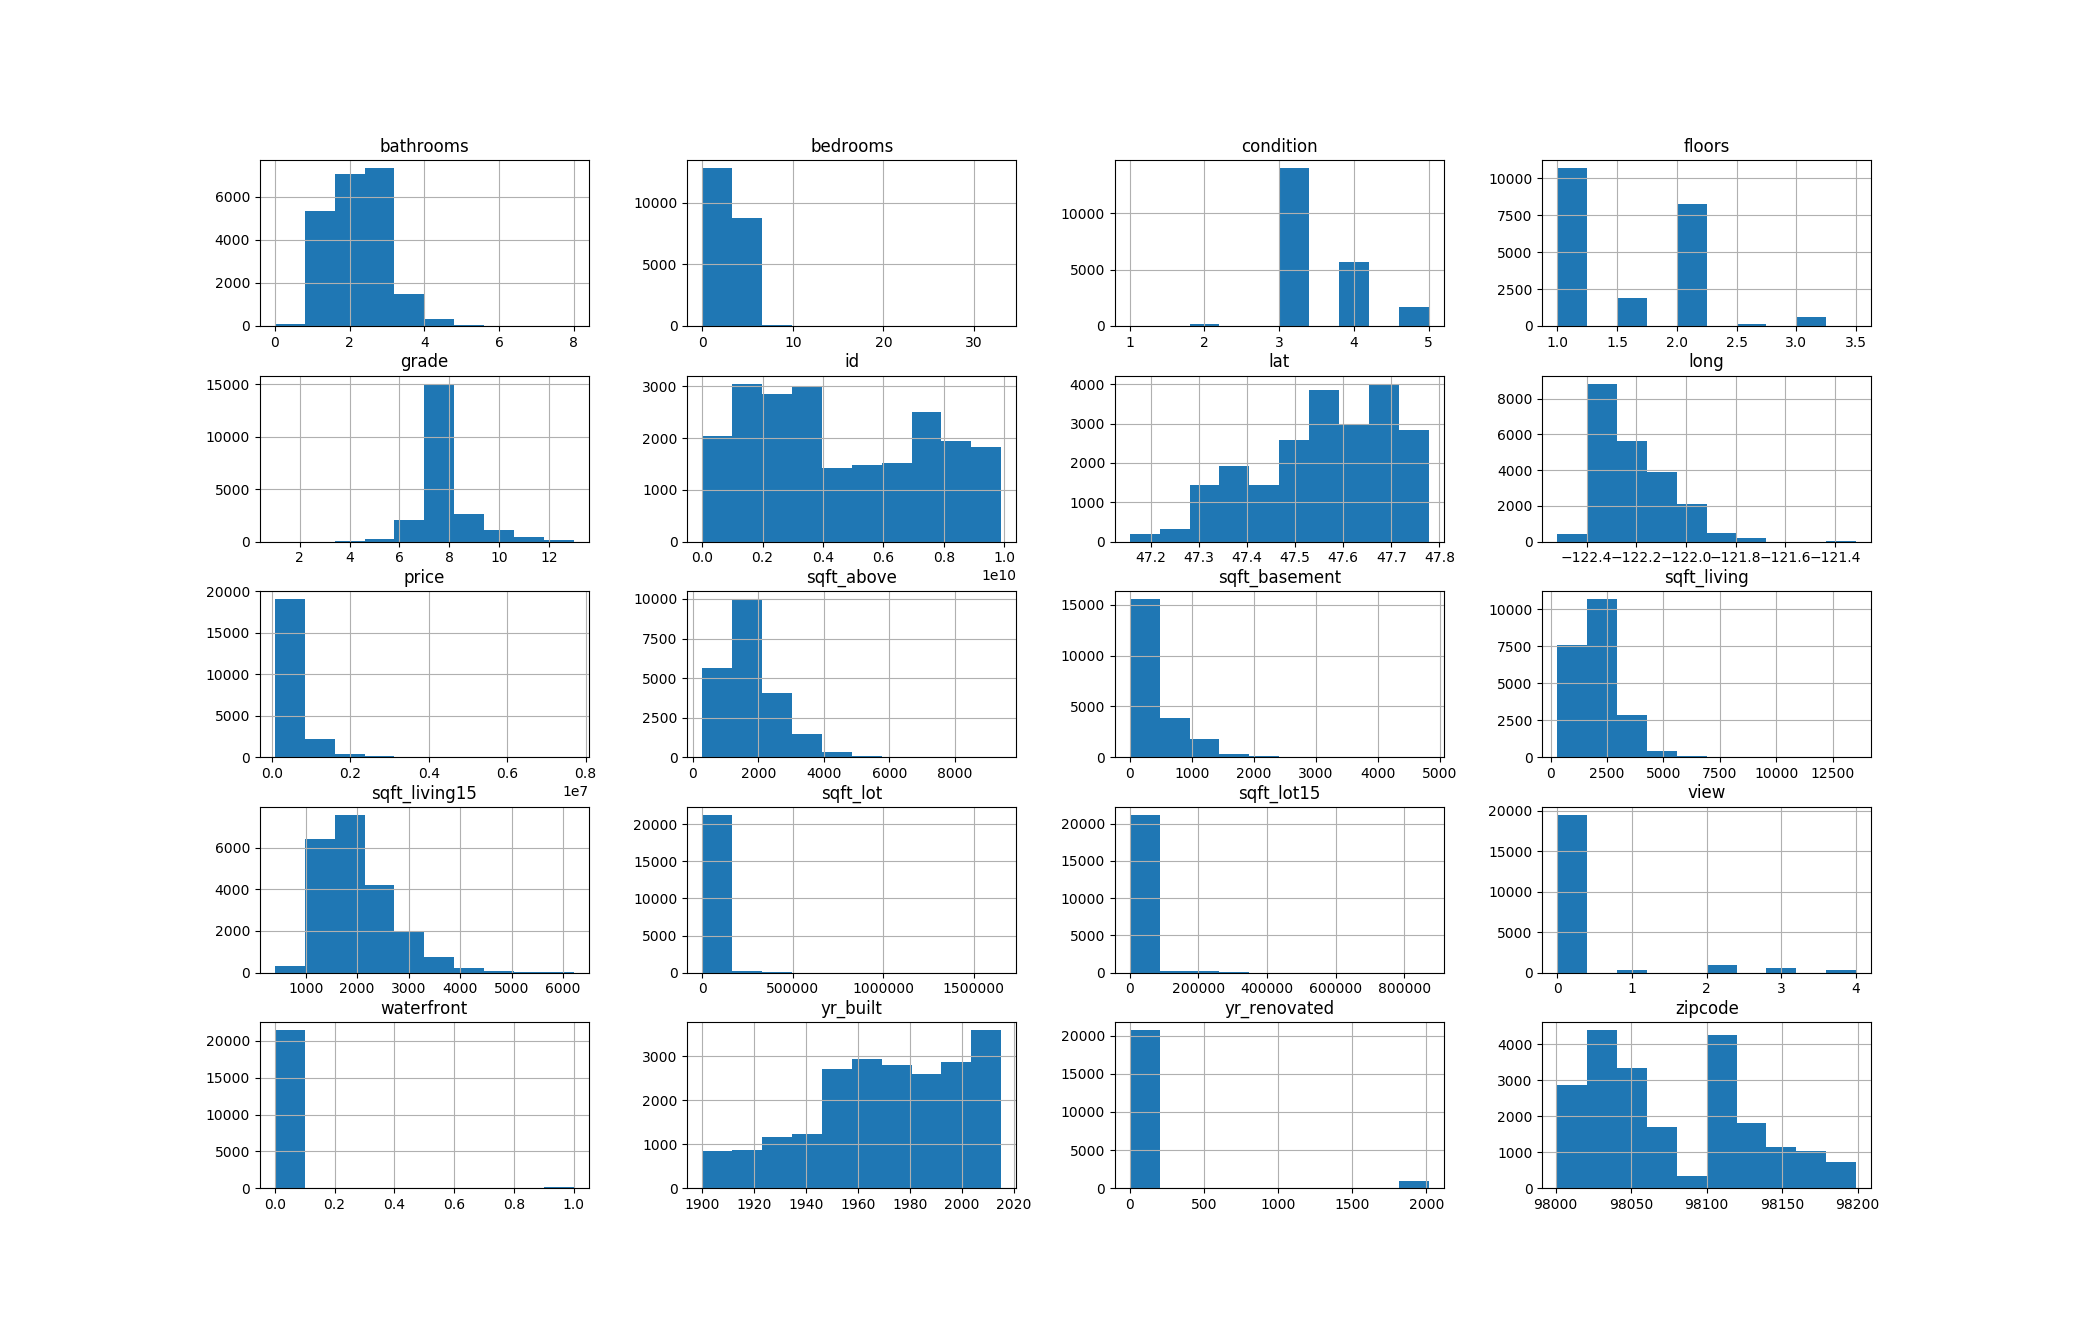 bathrooms
6000
4000
2000
0
0 2 4 6 8
bedrooms
10000
5000
0
0 10 20 30
condition
10000
5000
0
1 2 3 4 5
floors
10000
7500
5000
2500
0
1.0 1.5 2.0 2.5 3.0 3.5
grade
15000
10000
5000
0
2 4 6 8 10 12
id
3000
2000
1000
0
0.0 0.2 0.4 0.6 0.8 1.0
1e10
lat
4000
3000
2000
1000
0
47.2 47.3 47.4 47.5 47.6 47.7 47.8
long
8000
6000
4000
2000
0
−122.4−122.2−122.0−121.8−121.6−121.4
price
20000
15000
10000
5000
0
0.0 0.2 0.4 0.6 0.8
1e7
sqft_above
10000
7500
5000
2500
0
0 2000 4000 6000 8000
sqft_basement
15000
10000
5000
0
0 1000 2000 3000 4000 5000
sqft_living
10000
7500
5000
2500
0
0 2500 5000 7500 10000 12500
sqft_living15
6000
4000
2000
0
1000 2000 3000 4000 5000 6000
sqft_lot
20000
15000
10000
5000
0
0 500000 1000000 1500000
sqft_lot15
20000
15000
10000
5000
0
0 200000 400000 600000 800000
view
20000
15000
10000
5000
0
0 1 2 3 4
waterfront
20000
15000
10000
5000
0
0.0 0.2 0.4 0.6 0.8 1.0
yr_built
3000
2000
1000
0
1900 1920 1940 1960 1980 2000 2020
yr_renovated
20000
15000
10000
5000
0
0 500 1000 1500 2000
zipcode
4000
3000
2000
1000
0
98000 98050 98100 98150 98200